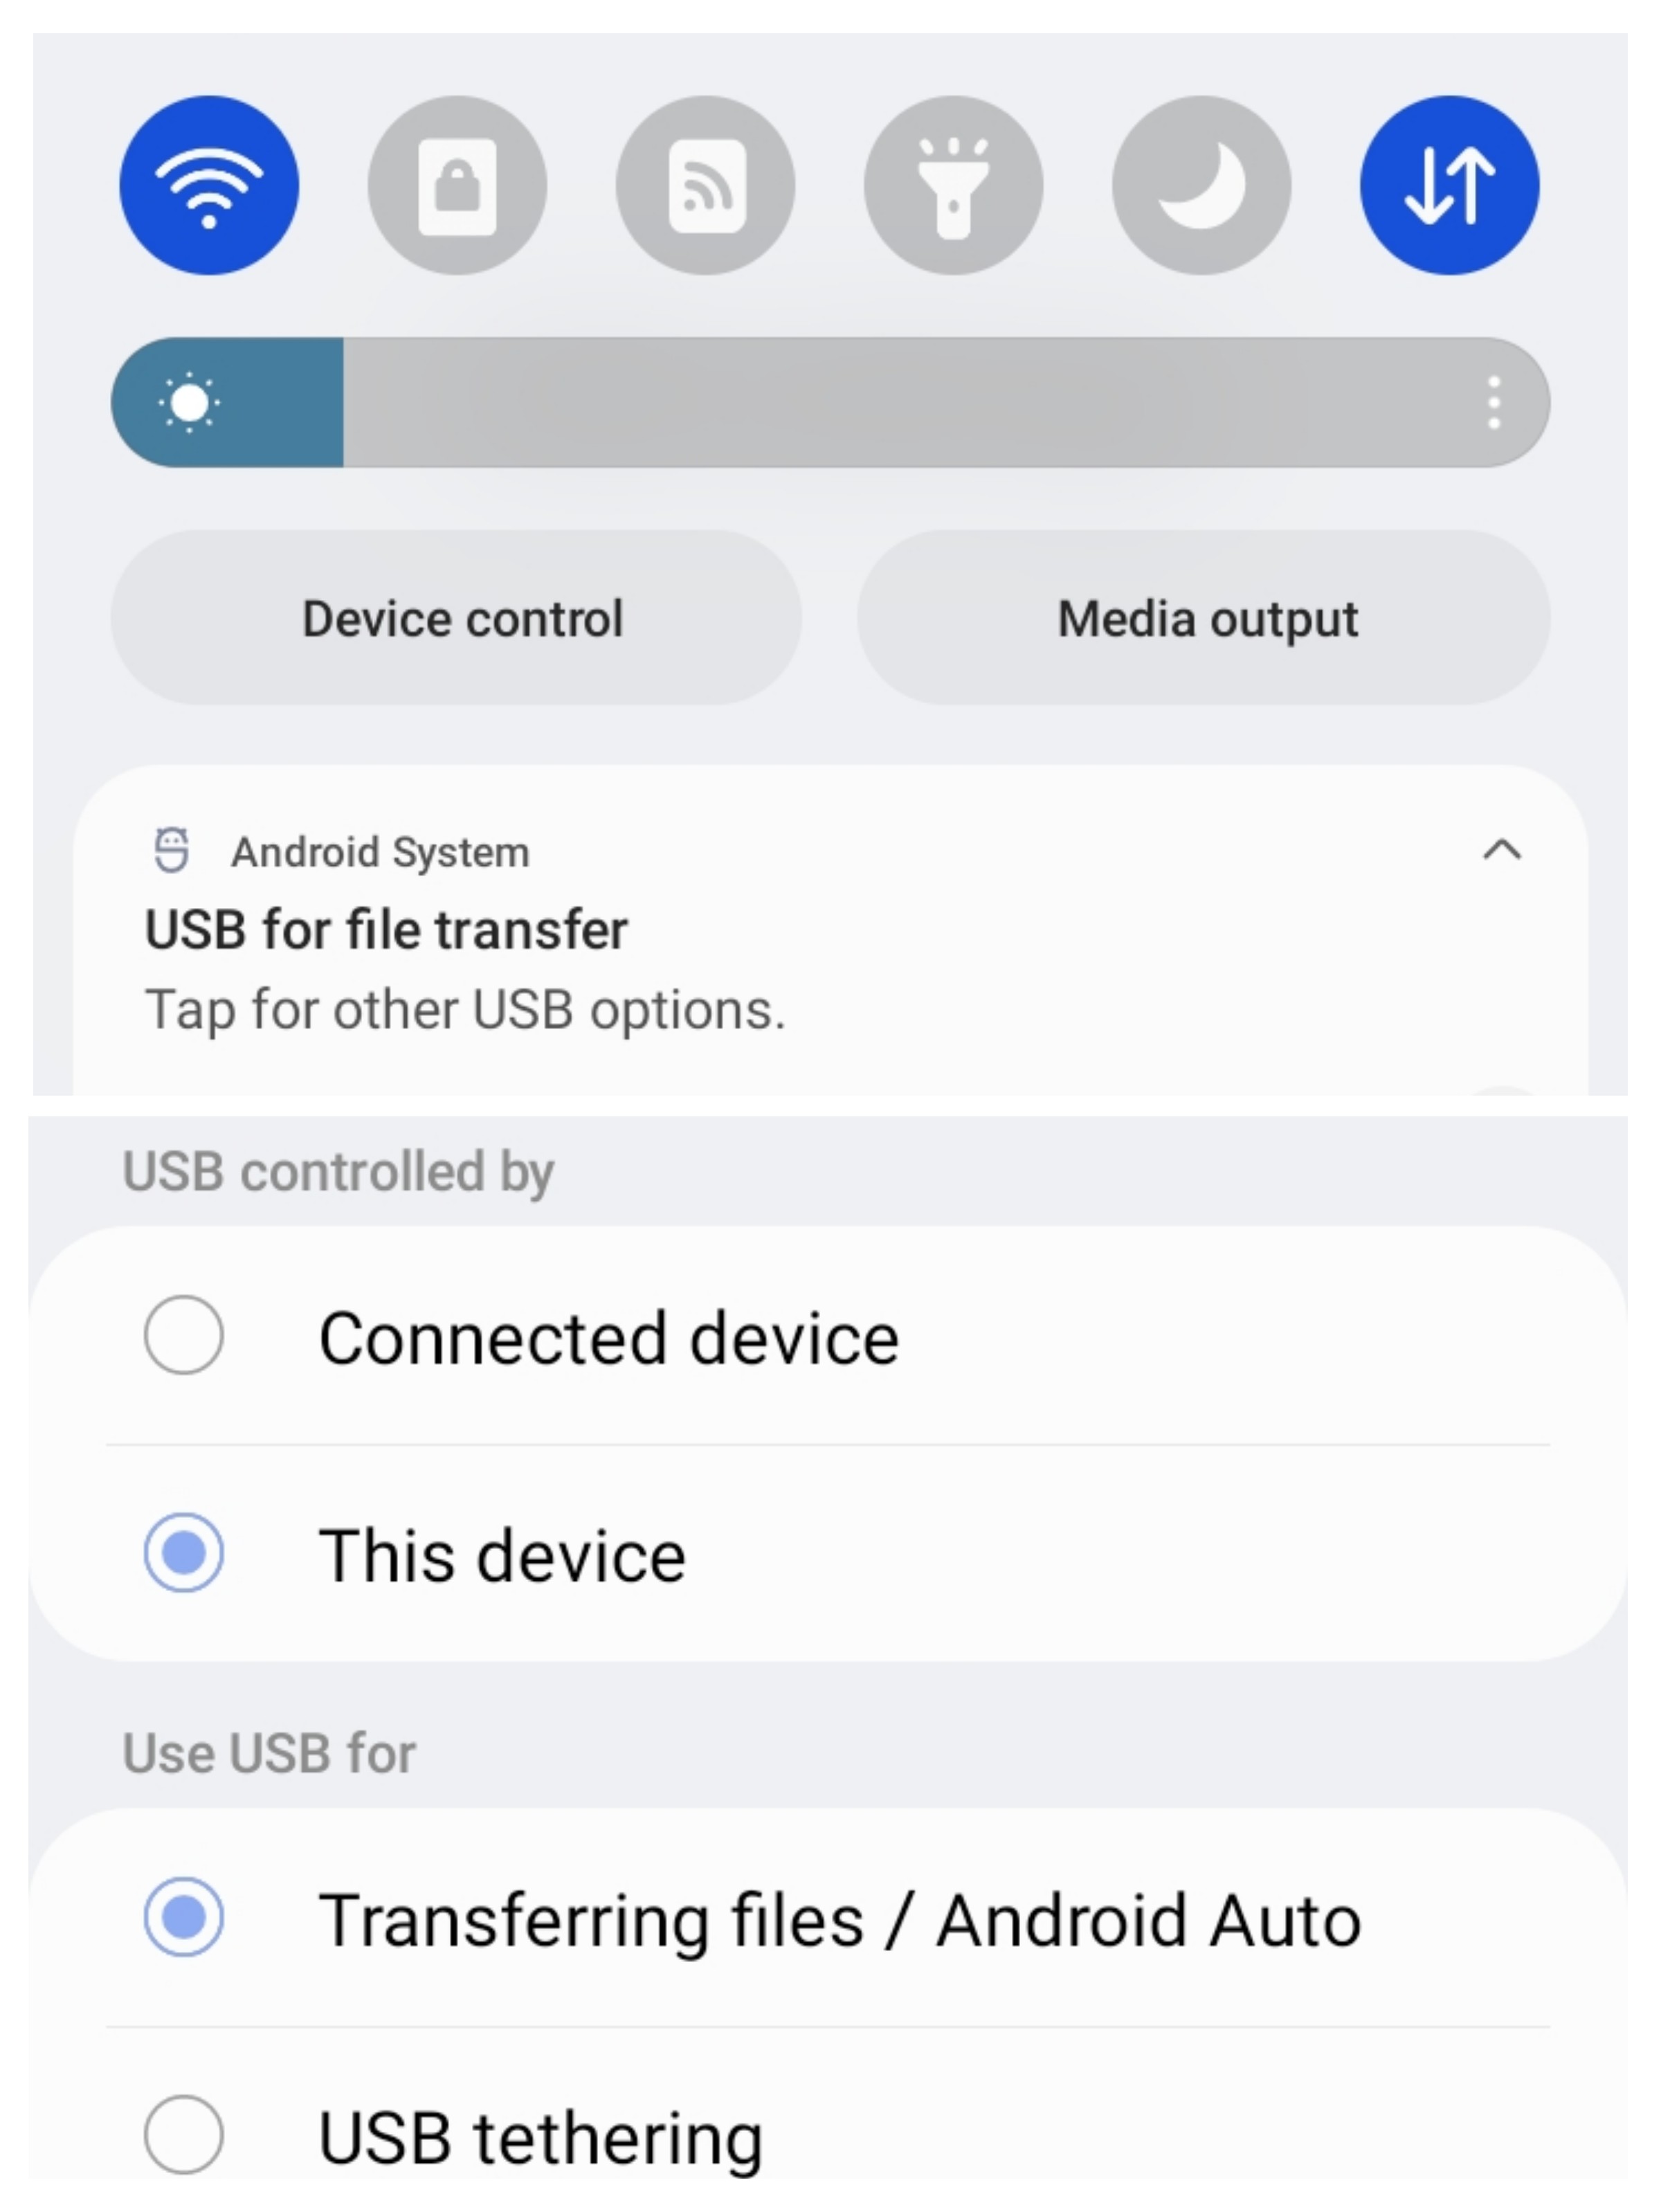 Device control
Media output
Android System
USB for file transfer
Tap for other USB options.
USB controlled by
Connected device
This device
Use USB for
Transferring files / Android Auto
USB tethering